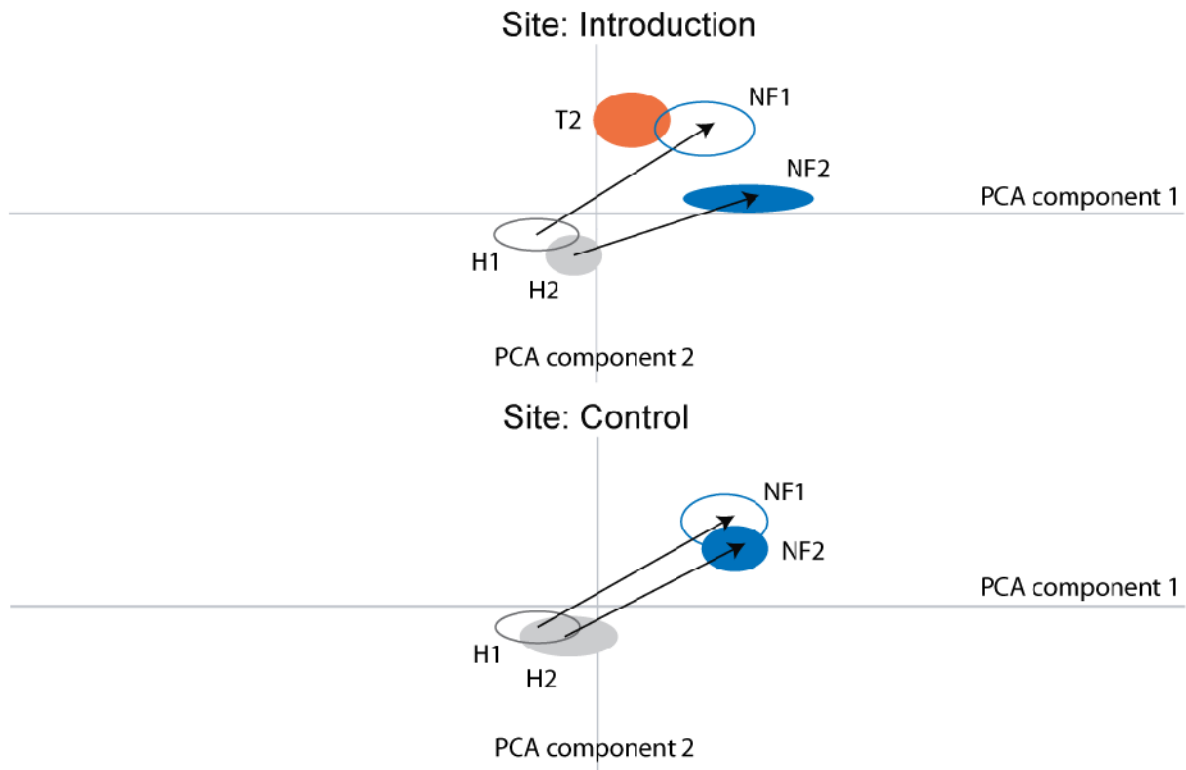 Site: Introduction
NF1
T2
NF2
PCA component 1
H1
H2
PCA component 2
Site: Control
NF1
NF2
PCA component 1
H1
H2
PCA component 2